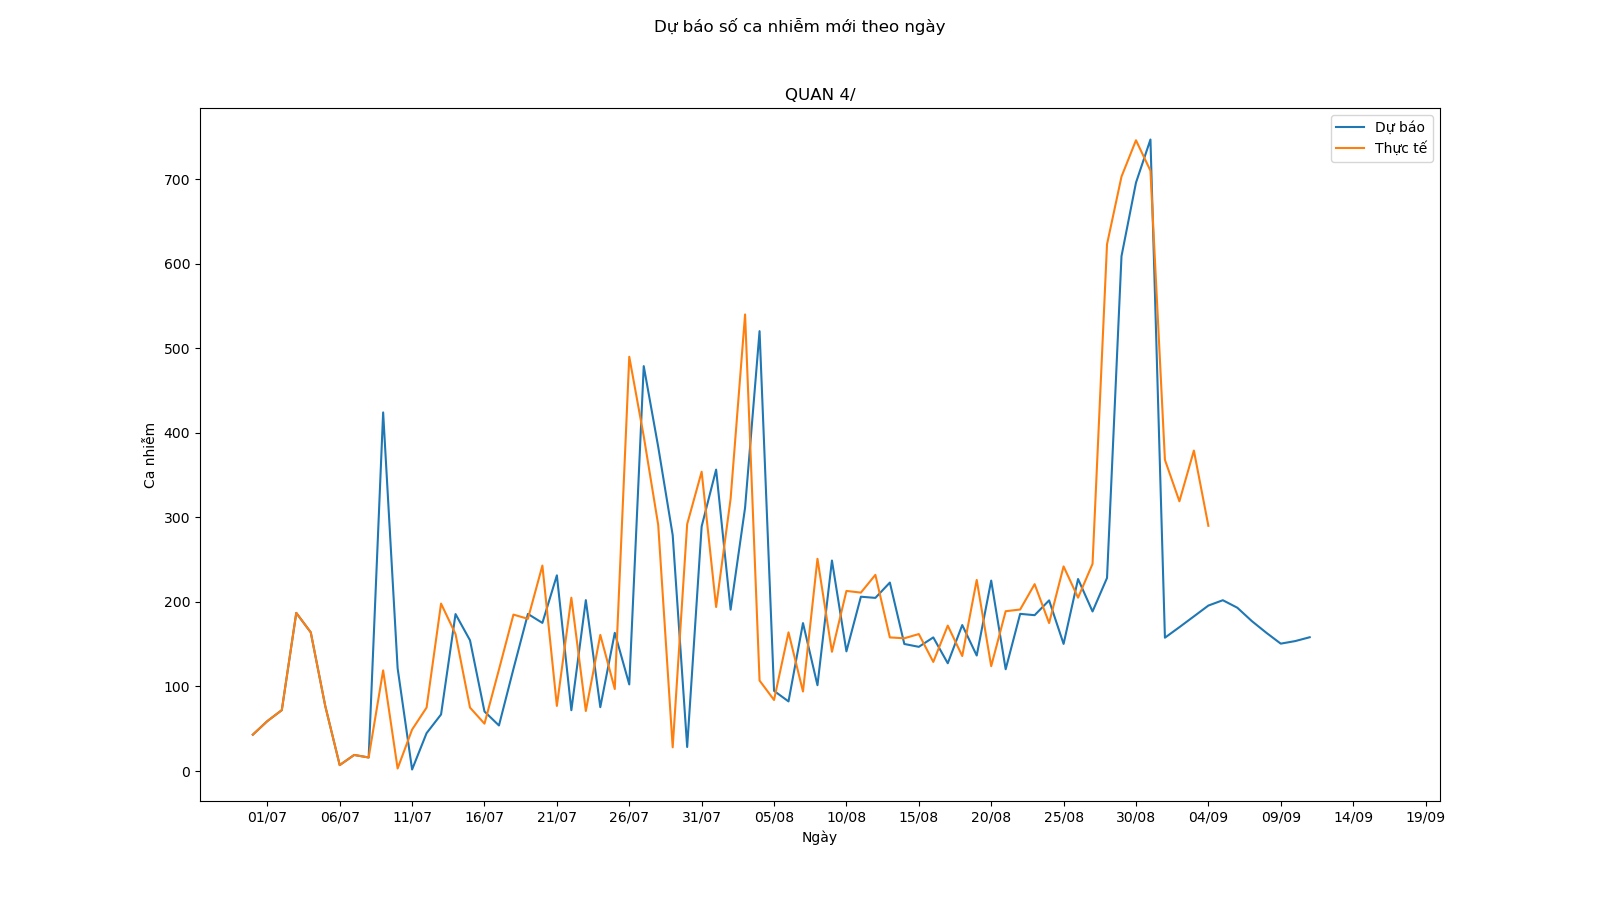 Dự báo số ca nhiễm mới theo ngày
QUAN 4/
Dự báo
Thực tế
700
600
500
400
300
200
100
0
Ca nhiễm
01/07 06/07 11/07 16/07 21/07 26/07 31/07 05/08 10/08 15/08 20/08 25/08 30/08 04/09 09/09 14/09 19/09
Ngày